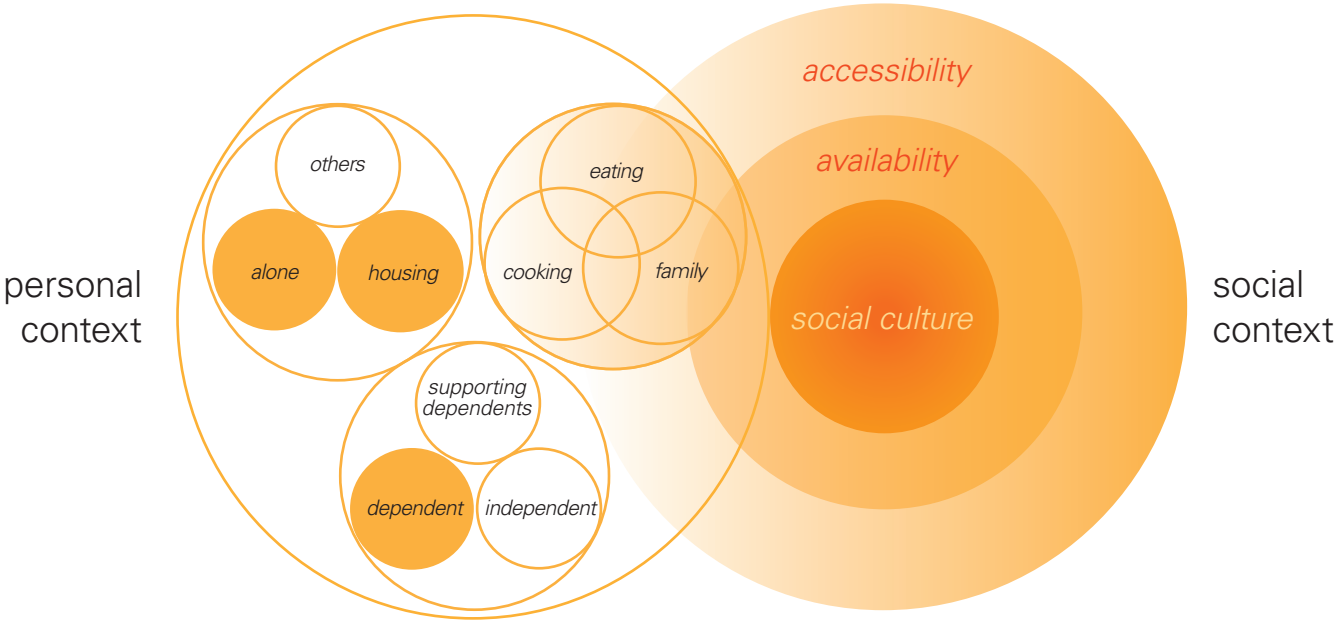 personal
context
others
alone
housing
eating
cooking
family
supporting
dependents
dependent
independent
accessibility
availability
social culture
social
context